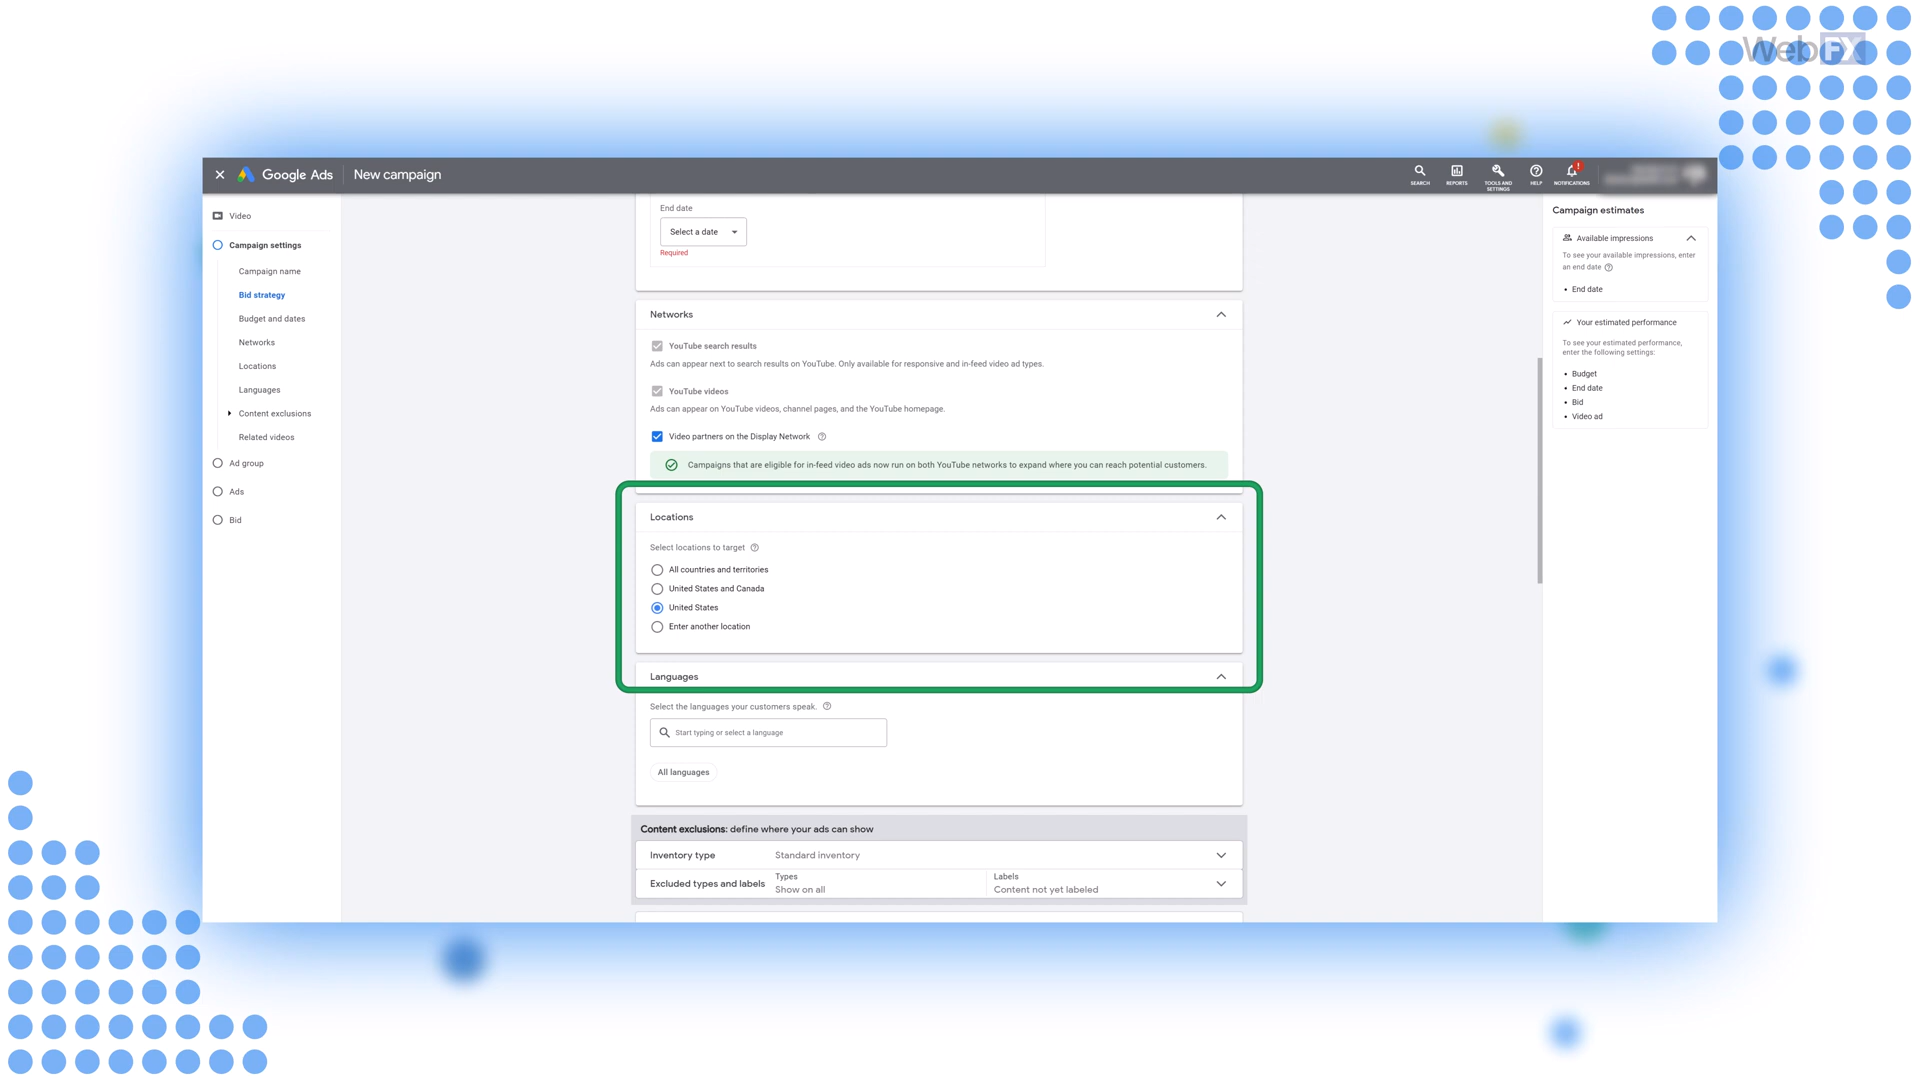 WebFX
Google Ads
New campaign
SEARCH
REPORTS
TOOLS AND SETTINGS
HELP
NOTIFICATIONS
!
Video
Campaign settings
Campaign name
Bid strategy
Budget and dates
Networks
Locations
Languages
Content exclusions
Related videos
Ad group
Ads
Bid
End date
Select a date
Required
Networks
YouTube search results
Ads can appear next to search results on YouTube. Only available for responsive and in-feed video ad types.
YouTube videos
Ads can appear on YouTube videos, channel pages, and the YouTube homepage.
Video partners on the Display Network
Campaigns that are eligible for in-feed video ads now run on both YouTube networks to expand where you can reach potential customers.
Locations
Select locations to target
All countries and territories
United States and Canada
United States
Enter another location
Languages
Select the languages your customers speak.
Start typing or select a language
All languages
Content exclusions: define where your ads can show
Inventory type
Standard inventory
Excluded types and labels
Types
Show on all
Labels
Content not yet labeled
Campaign estimates
Available impressions
To see your available impressions, enter
an end date
• End date
Your estimated performance
To see your estimated performance,
enter the following settings:
• Budget
• End date
• Bid
• Video ad